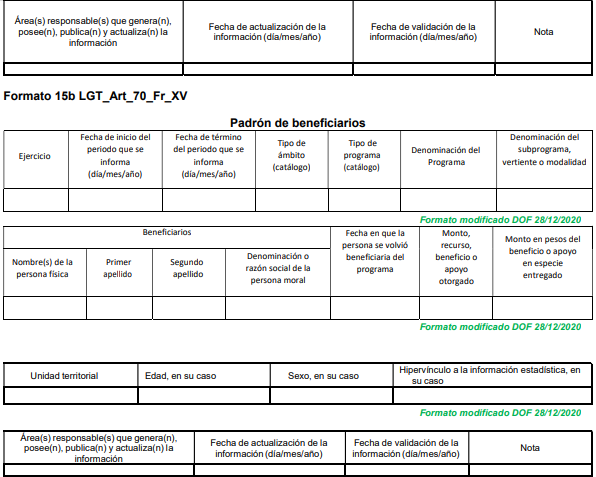 Área(s) responsable(s) que genera(n),
posee(n), publica(n) y actualiza(n) la
información
Fecha de actualización de la
información (día/mes/año)
Fecha de validación de la
información (día/mes/año)
Nota
Formato 15b LGT_Art_70_Fr_XV
Padrón de beneficiarios
Ejercicio
Fecha de inicio del
periodo que se
informa
(día/mes/año)
Fecha de término
del periodo que se
informa
(día/mes/año)
Tipo de
ámbito
(catálogo)
Tipo de
programa
(catálogo)
Denominación del
Programa
Denominación del
subprograma,
vertiente o modalidad
Formato modificado DOF 28/12/2020
Beneficiarios
Nombre(s) de la
persona física
Primer
apellido
Segundo
apellido
Denominación o
razón social de la
persona moral
Fecha en que la
persona se volvió
beneficiaria del
programa
Monto,
recurso,
beneficio o
apoyo
otorgado
Monto en pesos del
beneficio o apoyo
en especie
entregado
Formato modificado DOF 28/12/2020
Unidad territorial
Edad, en su caso
Sexo, en su caso
Hipervínculo a la información estadística, en
su caso
Formato modificado DOF 28/12/2020
Área(s) responsable(s) que genera(n),
posee(n), publica(n) y actualiza(n) la
información
Fecha de actualización de la
información (día/mes/año)
Fecha de validación de la
información (día/mes/año)
Nota